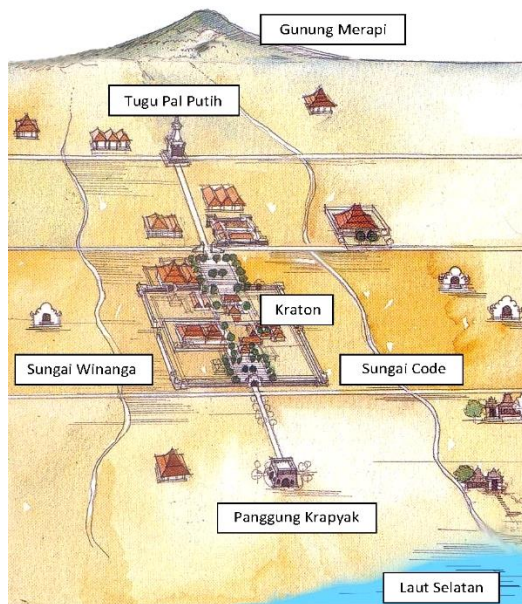 Gunung Merapi
Tugu Pal Putih
Kraton
Sungai Winanga
Sungai Code
Panggung Krapyak
Laut Selatan